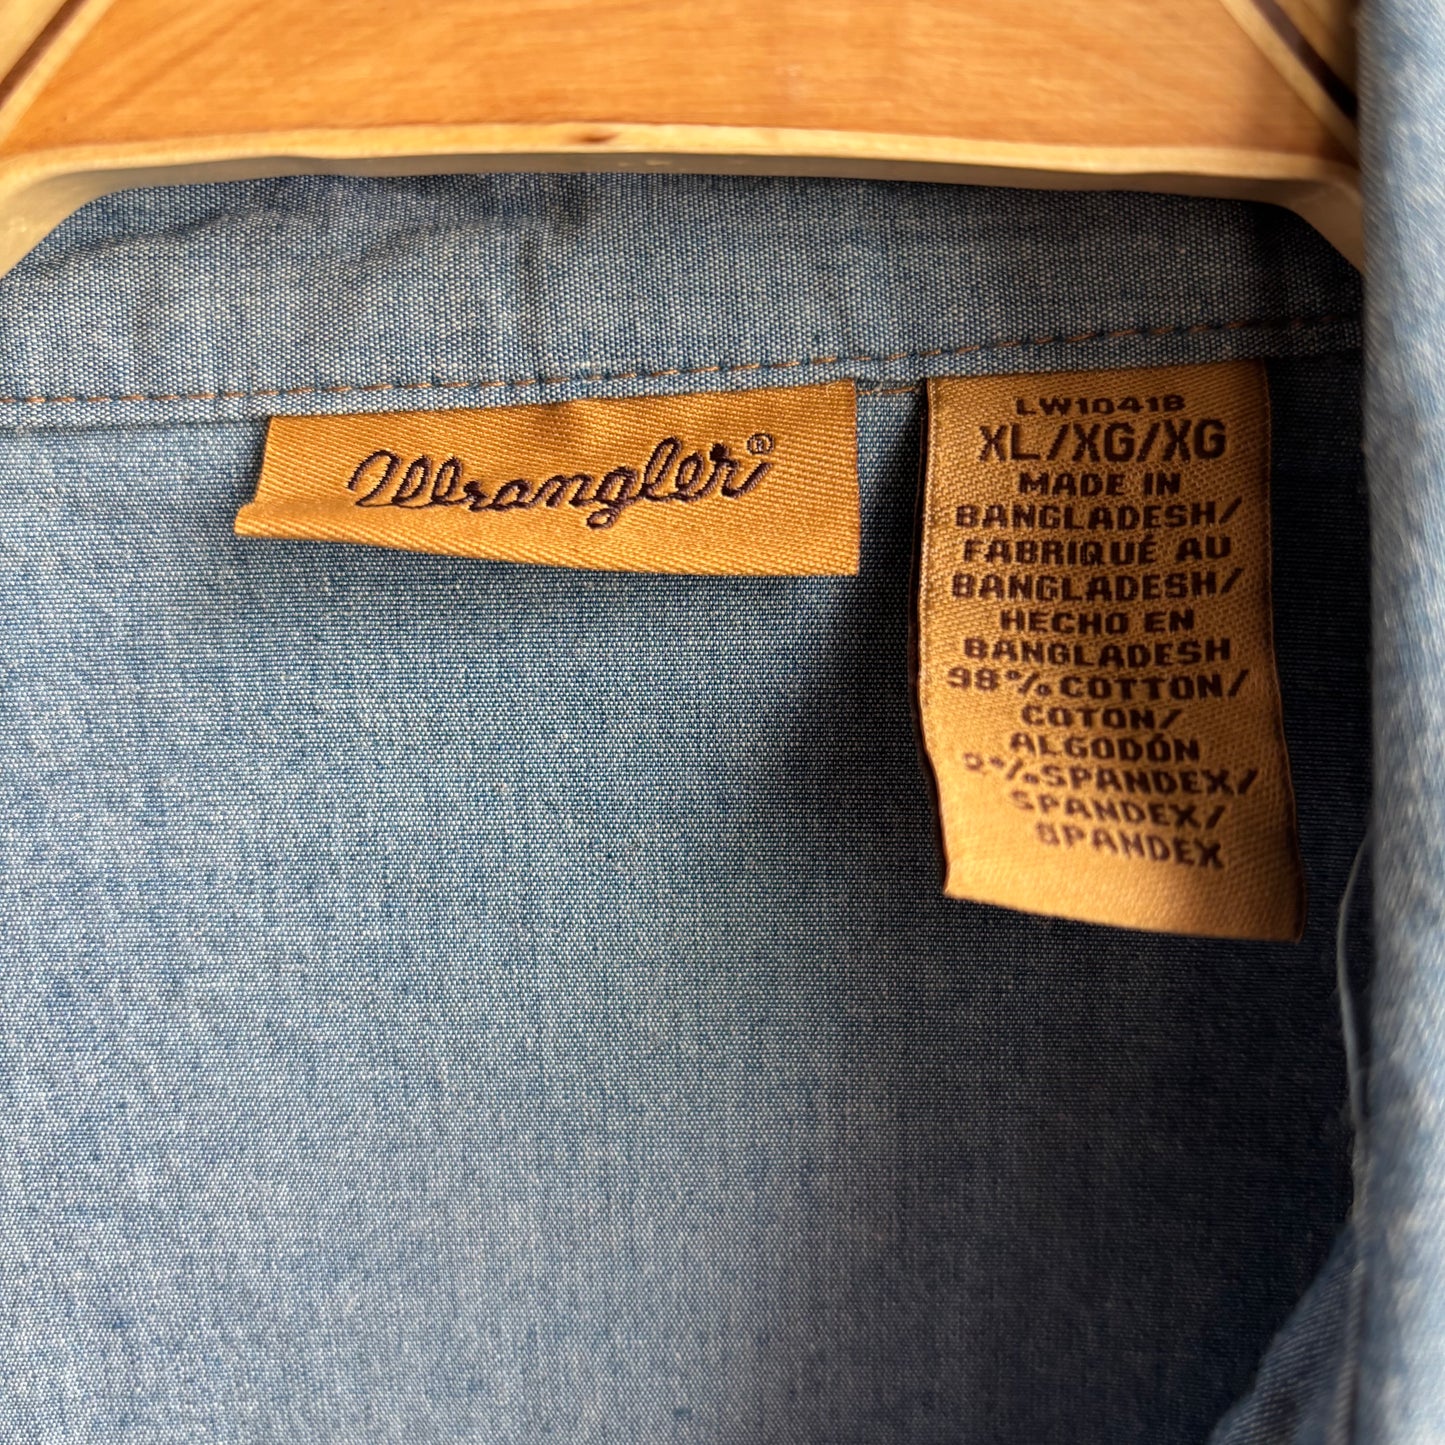 Wrangler®
LW1041B
XL/XG/XG
MADE IN
BANGLADESH/
FABRIQUÉ AU
BANGLADESH/
HECHO EN
BANGLADESH
98%COTTON/
COTON/
ALGODÓN
2%SPANDEX/
SPANDEX/
SPANDEX